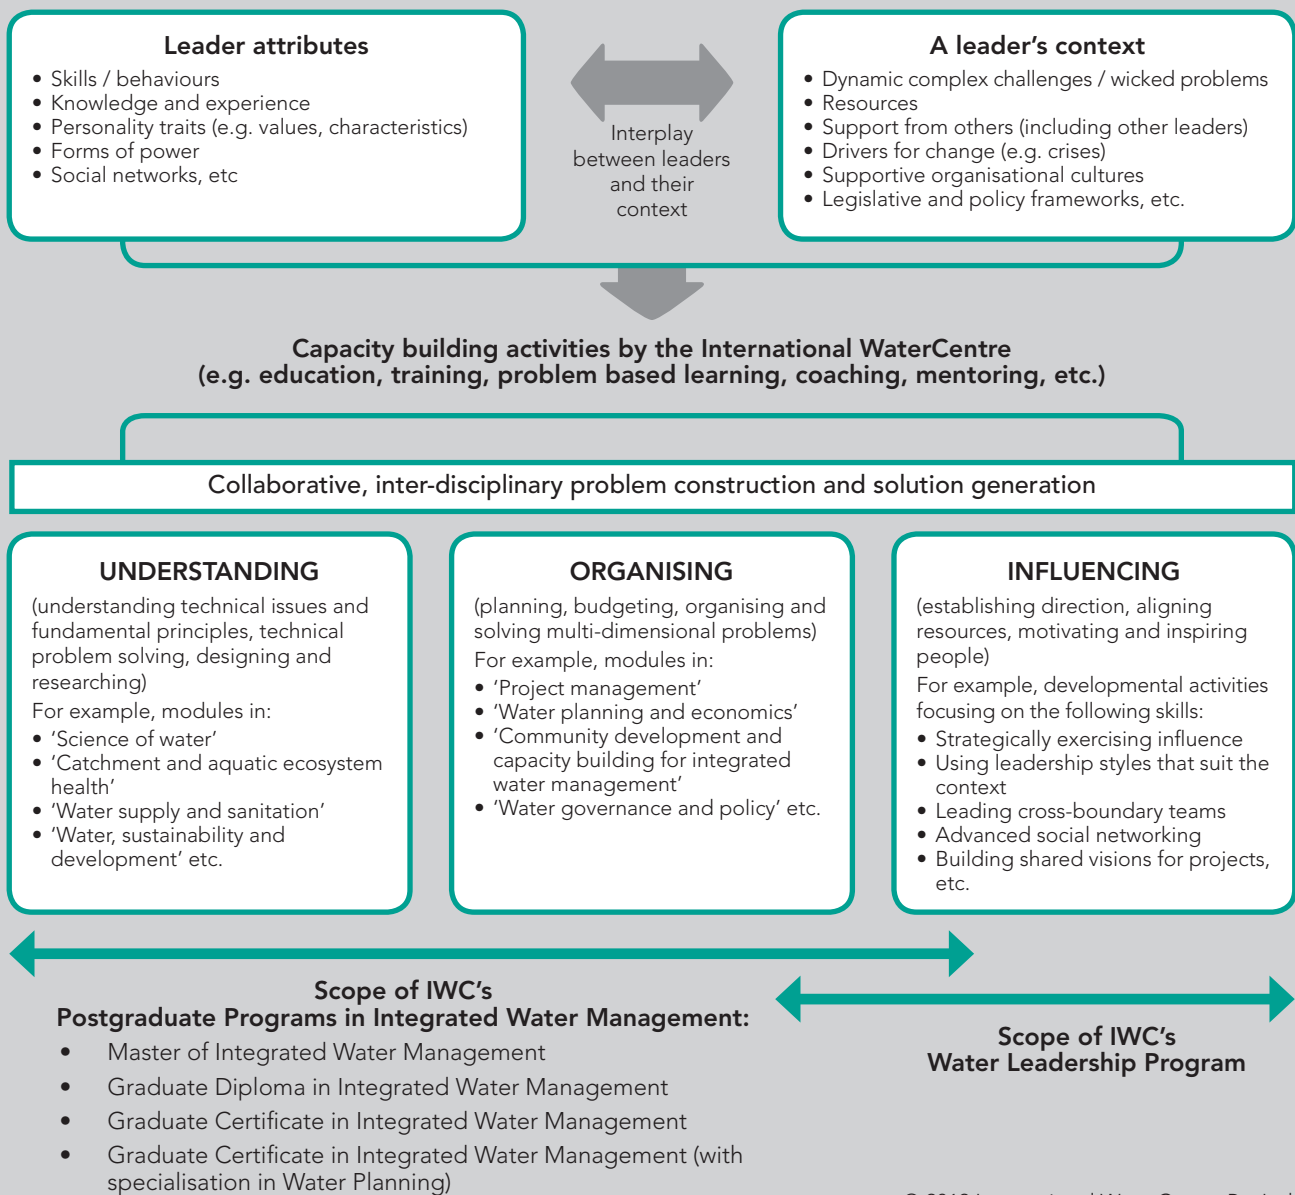 Leader attributes
• Skills / behaviours
• Knowledge and experience
• Personality traits (e.g. values, characteristics)
• Forms of power
• Social networks, etc
Interplay
between leaders
and their
context
A leader’s context
• Dynamic complex challenges / wicked problems
• Resources
• Support from others (including other leaders)
• Drivers for change (e.g. crises)
• Supportive organisational cultures
• Legislative and policy frameworks, etc.
Capacity building activities by the International WaterCentre
(e.g. education, training, problem based learning, coaching, mentoring, etc.)
Collaborative, inter-disciplinary problem construction and solution generation
UNDERSTANDING
(understanding technical issues and
fundamental principles, technical
problem solving, designing and
researching)
For example, modules in:
• ‘Science of water’
• ‘Catchment and aquatic ecosystem
health’
• ‘Water supply and sanitation’
• ‘Water, sustainability and
development’ etc.
ORGANISING
(planning, budgeting, organising and
solving multi-dimensional problems)
For example, modules in:
• ‘Project management’
• ‘Water planning and economics’
• ‘Community development and
capacity building for integrated
water management’
• ‘Water governance and policy’ etc.
INFLUENCING
(establishing direction, aligning
resources, motivating and inspiring
people)
For example, developmental activities
focusing on the following skills:
• Strategically exercising influence
• Using leadership styles that suit the
context
• Leading cross-boundary teams
• Advanced social networking
• Building shared visions for projects,
etc.
Scope of IWC’s
Postgraduate Programs in Integrated Water Management:
• Master of Integrated Water Management
• Graduate Diploma in Integrated Water Management
• Graduate Certificate in Integrated Water Management
• Graduate Certificate in Integrated Water Management (with
specialisation in Water Planning)
Scope of IWC’s
Water Leadership Program